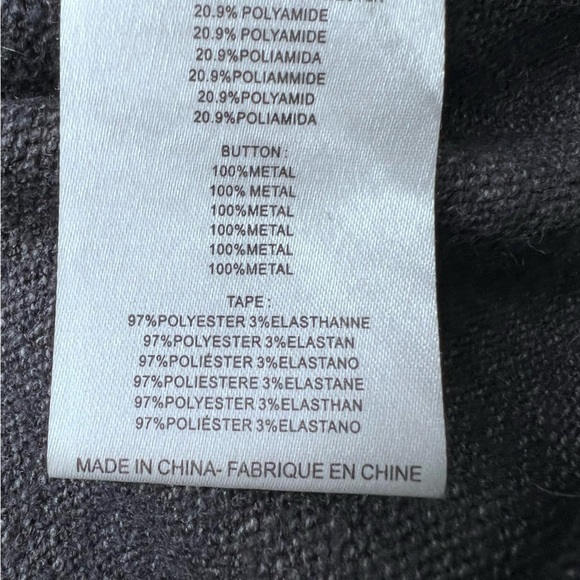 20.9%POLYAMIDE
20.9% POLYAMIDE
20.9%POLIAMIDA
20.9%POLIAMMIDE
20.9%POLYAMID
20.9%POLIAMIDA
BUTTON :
100%METAL
100% METAL
100%METAL
100%METAL
100%METAL
100%METAL
TAPE :
97%POLYESTER 3%ELASTHANNE
97%POLYESTER 3%ELASTAN
97%POLIÉSTER 3%ELASTANO
97%POLIESTERE 3%ELASTANE
97%POLYESTER 3%ELASTHAN
97%POLIÉSTER 3%ELASTANO
MADE IN CHINA- FABRIQUE EN CHINE